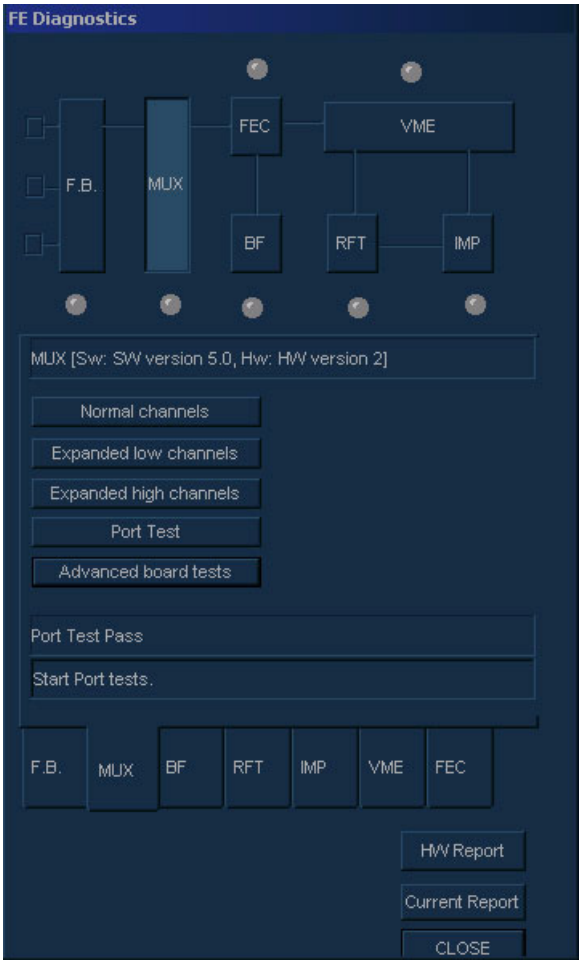 FE Diagnostics
FEC
VME
F.B.
MUX
BF
RFT
IMP
MUX [Sw: SW version 5.0, Hw: HW version 2]
Normal channels
Expanded low channels
Expanded high channels
Port Test
Advanced board tests
Port Test Pass
Start Port tests.
F.B. MUX BF RFT IMP VME FEC
HW Report
Current Report
CLOSE